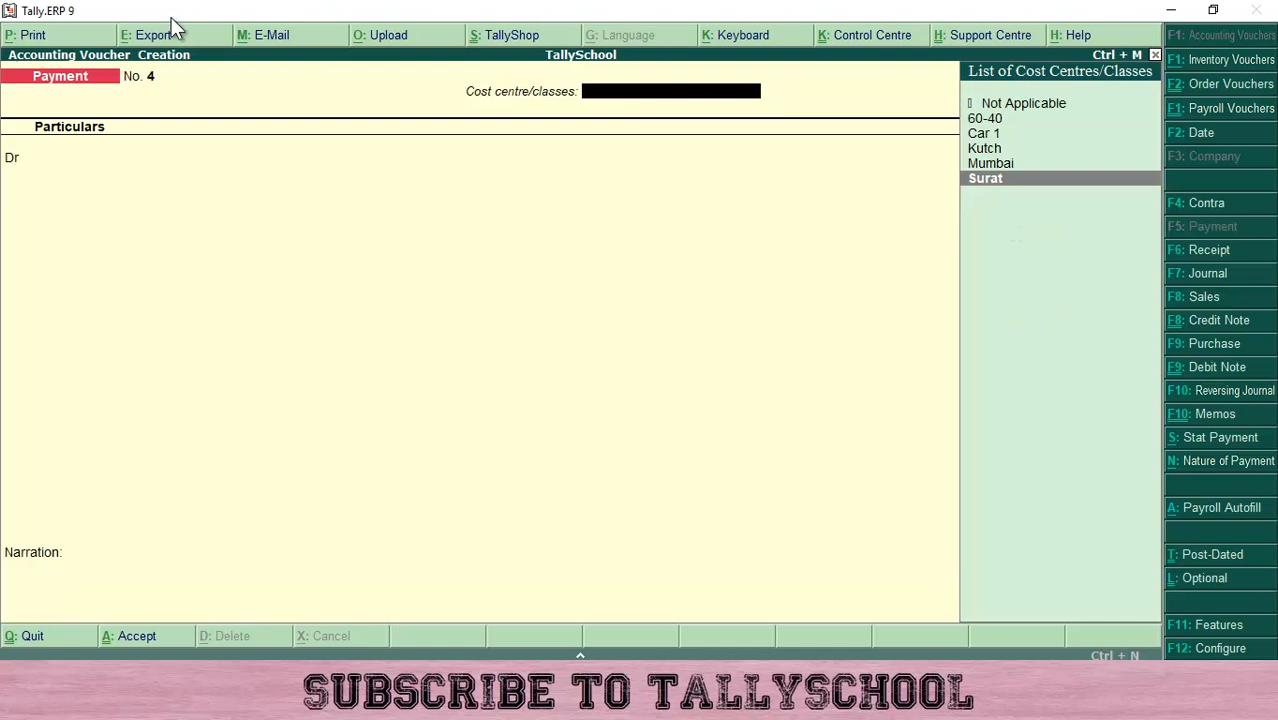 Tally.ERP 9
P: Print E: Export M: E-Mail O: Upload S: TallyShop G: Language K: Keyboard K: Control Centre H: Support Centre H: Help
Accounting Voucher Creation TallySchool Ctrl + M
Payment No. 4
Cost centre/classes:
Particulars
Dr
Narration:
List of Cost Centres/Classes
Not Applicable
60-40
Car 1
Kutch
Mumbai
Surat
F1: Accounting Vouchers
F1: Inventory Vouchers
F2: Order Vouchers
F1: Payroll Vouchers
F2: Date
F3: Company
F4: Contra
F5: Payment
F6: Receipt
F7: Journal
F8: Sales
F8: Credit Note
F9: Purchase
F9: Debit Note
F10: Reversing Journal
F10: Memos
S: Stat Payment
N: Nature of Payment
A: Payroll Autofill
T: Post-Dated
L: Optional
F11: Features
F12: Configure
Q: Quit A: Accept D: Delete X: Cancel
Ctrl + N
SUBSCRIBE TO TALLYSCHOOL